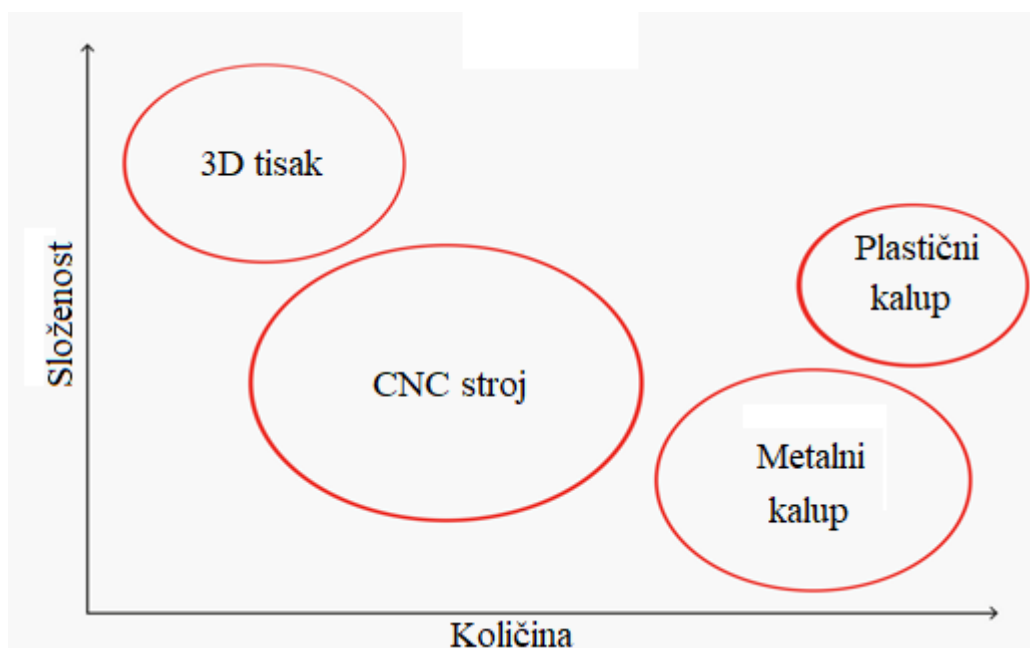 3D tisak
Plastični
kalup
Složenost
CNC stroj
Metalni
kalup
Količina